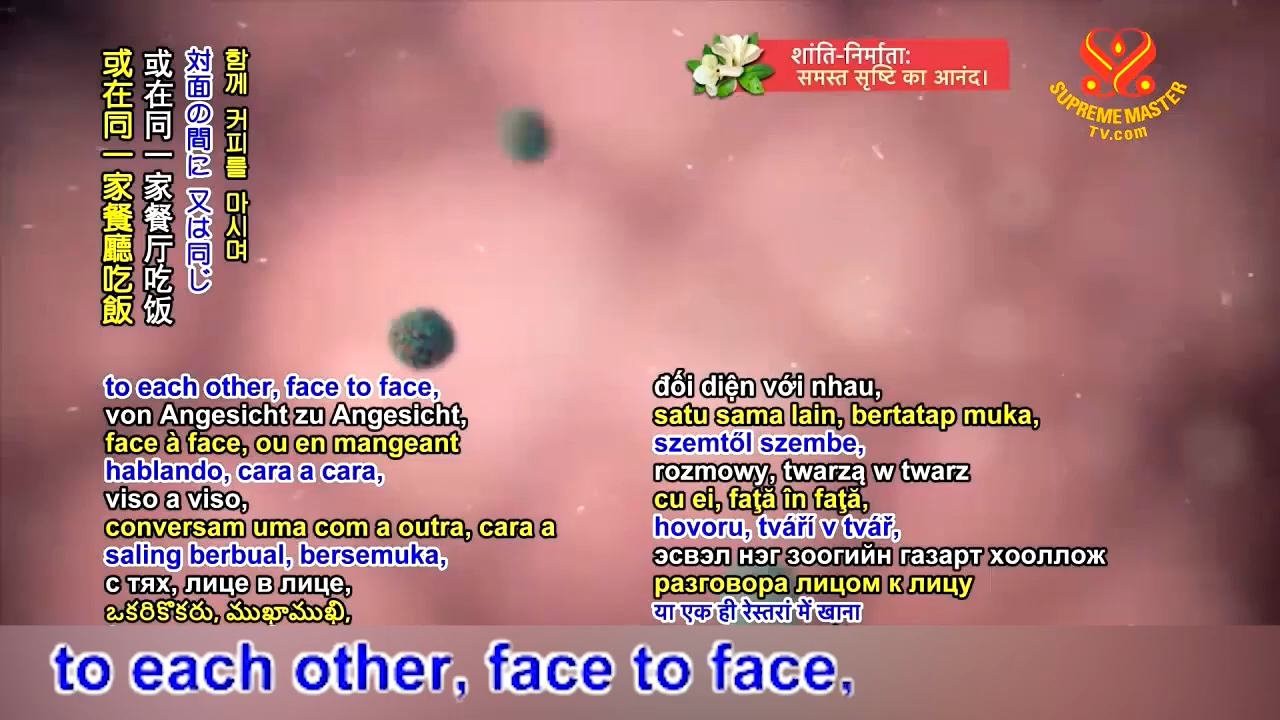 함께 커피를 마시며
対面の間に 又は同じ
或在同一家餐厅吃饭
或在同一家餐廳吃飯
शांति-निर्माता:
समस्त सृष्टि का आनंद।
SUPREME MASTER
TV.com
to each other, face to face,
von Angesicht zu Angesicht,
face à face, ou en mangeant
hablando, cara a cara,
viso a viso,
conversam uma com a outra, cara a
saling berbual, bersemuka,
с тях, лице в лице,
ఒకరికొకరు, ముఖాముఖి,
đối diện với nhau,
satu sama lain, bertatap muka,
szemtől szembe,
rozmowy, twarzą w twarz
cu ei, faţă în faţă,
hovoru, tváří v tvář,
эсвэл нэг зоогийн газарт хооллож
разговора лицом к лицу
या एक ही रेस्तरां में खाना
to each other, face to face,